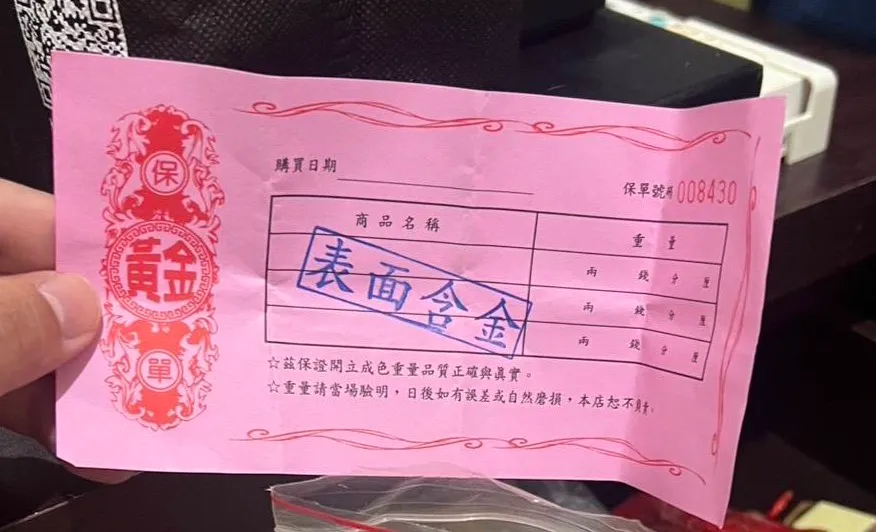 保
黃金
單
購買日期
保單號碼 008430
商品名稱 重量
兩 錢 分 厘
兩 錢 分 厘
兩 錢 分 厘
表面含金
☆茲保證開立成色重量品質正確與眞實。
☆重量請當場驗明，日後如有誤差或自然磨損，本店恕不負責。